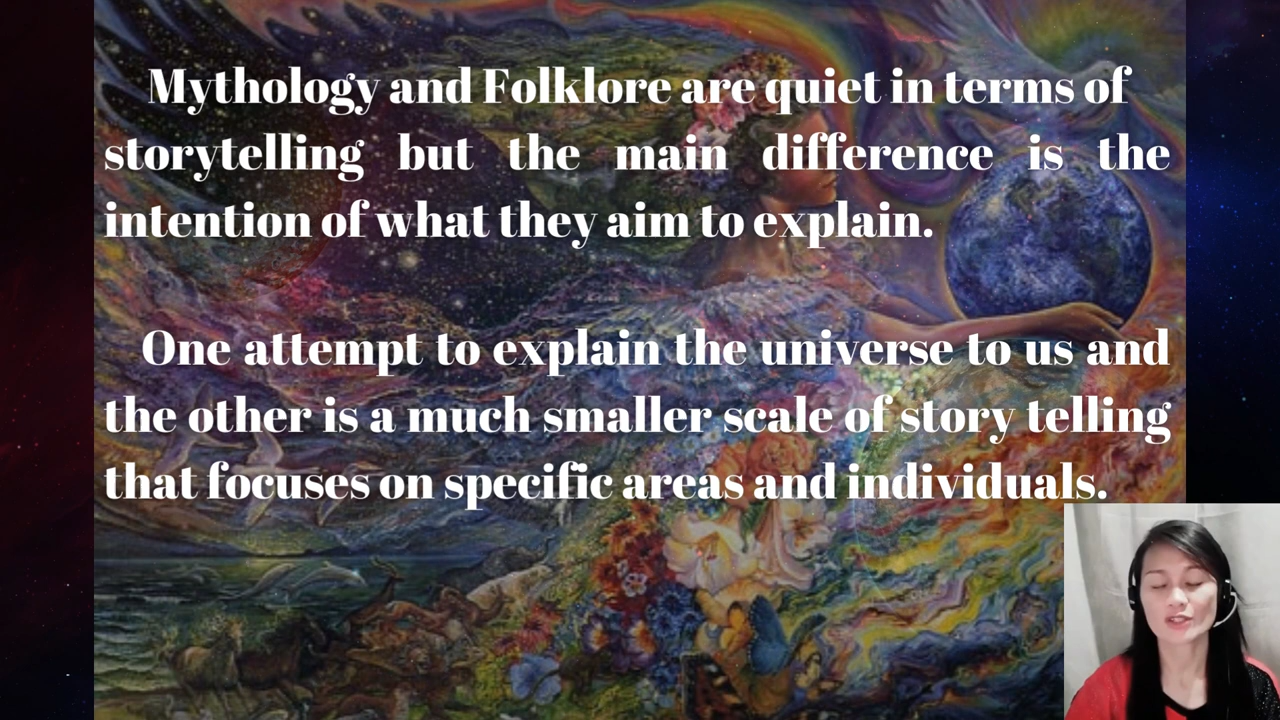 Mythology and Folklore are quiet in terms of
storytelling but the main difference is the
intention of what they aim to explain.
One attempt to explain the universe to us and
the other is a much smaller scale of story telling
that focuses on specific areas and individuals.